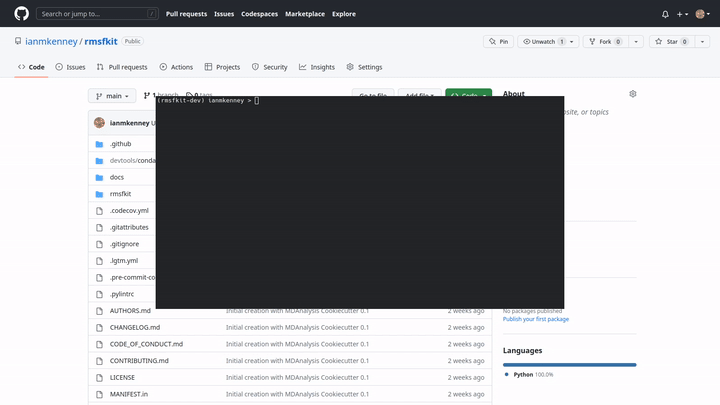 Search or jump to... /
Pull requests Issues Codespaces Marketplace Explore
ianmkenney / rmsfkit Public
Pin Unwatch 1 Fork 0 Star 0
Code Issues Pull requests Actions Projects Security Insights Settings
main 1 branch 0 tags Go to file Add file Code About
(rmsfkit-dev) ianmkenney >
site, or topics
ianmkenney
.github
devtools/conda
docs
rmsfkit
.codecov.yml
.gitattributes
.gitignore
.lgtm.yml
.pre-commit-co
.pylintrc
AUTHORS.md Initial creation with MDAnalysis Cookiecutter 0.1 2 weeks ago
No packages published
Publish your first package
CHANGELOG.md Initial creation with MDAnalysis Cookiecutter 0.1 2 weeks ago
CODE_OF_CONDUCT.md Initial creation with MDAnalysis Cookiecutter 0.1 2 weeks ago
Languages
CONTRIBUTING.md Initial creation with MDAnalysis Cookiecutter 0.1 2 weeks ago
LICENSE Initial creation with MDAnalysis Cookiecutter 0.1 2 weeks ago
Python 100.0%
MANIFEST.in Initial creation with MDAnalysis Cookiecutter 0.1 2 weeks ago